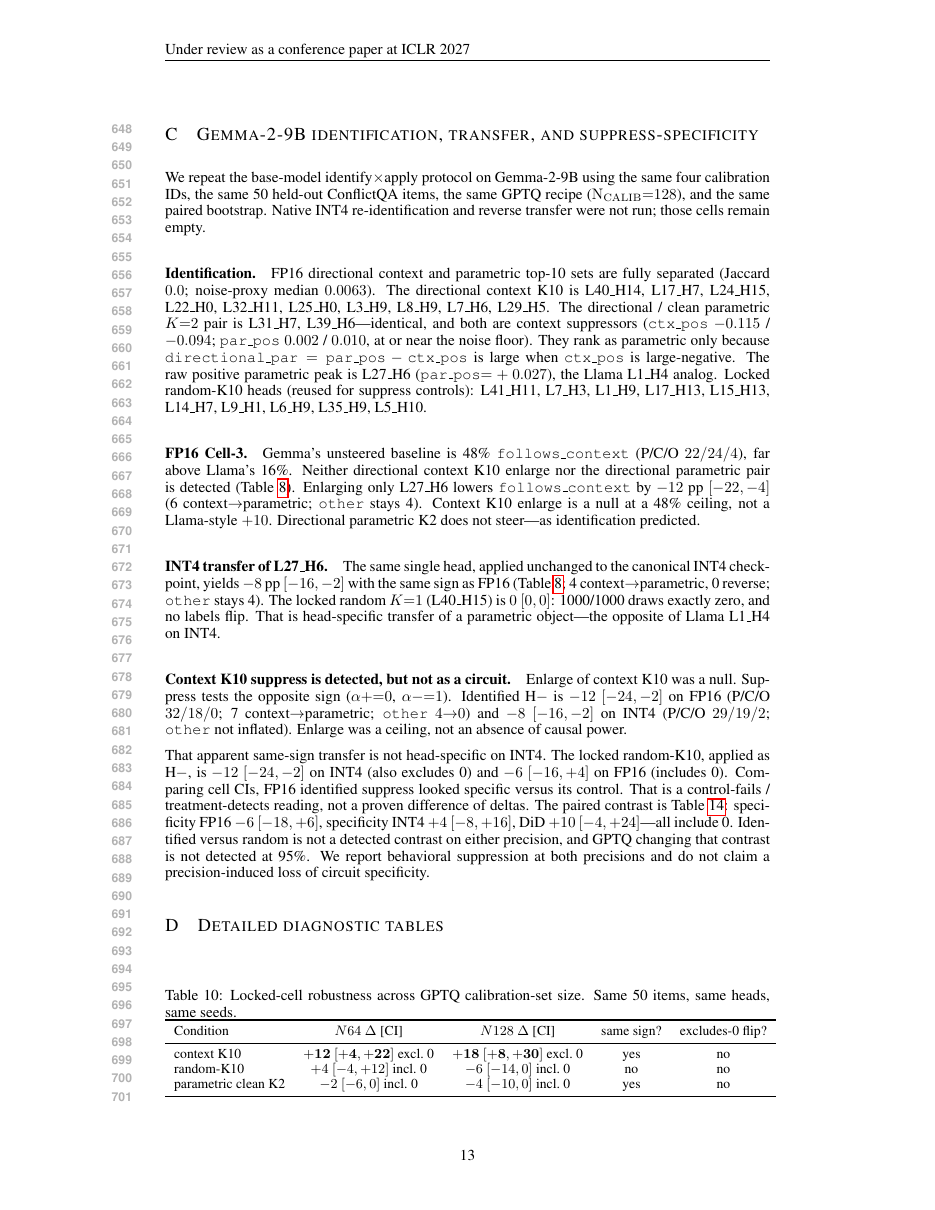 Under review as a conference paper at ICLR 2027
648
649
650
651
652
653
654
655
656
657
658
659
660
661
662
663
664
665
666
667
668
669
670
671
672
673
674
675
676
677
678
679
680
681
682
683
684
685
686
687
688
689
690
691
692
693
694
695
696
697
698
699
700
701
C GEMMA-2-9B IDENTIFICATION, TRANSFER, AND SUPPRESS-SPECIFICITY
We repeat the base-model identify×apply protocol on Gemma-2-9B using the same four calibration
IDs, the same 50 held-out ConflictQA items, the same GPTQ recipe (NCALIB=128), and the same
paired bootstrap. Native INT4 re-identification and reverse transfer were not run; those cells remain
empty.
Identification. FP16 directional context and parametric top-10 sets are fully separated (Jaccard
0.0; noise-proxy median 0.0063). The directional context K10 is L40_H14, L17_H7, L24_H15,
L22_H0, L32_H11, L25_H0, L3_H9, L8_H9, L7_H6, L29_H5. The directional / clean parametric
K=2 pair is L31_H7, L39_H6—identical, and both are context suppressors (ctx_pos −0.115 /
−0.094; par_pos 0.002 / 0.010, at or near the noise floor). They rank as parametric only because
directional_par = par_pos − ctx_pos is large when ctx_pos is large-negative. The
raw positive parametric peak is L27_H6 (par_pos= + 0.027), the Llama L1_H4 analog. Locked
random-K10 heads (reused for suppress controls): L41_H11, L7_H3, L1_H9, L17_H13, L15_H13,
L14_H7, L9_H1, L6_H9, L35_H9, L5_H10.
FP16 Cell-3. Gemma's unsteered baseline is 48% follows_context (P/C/O 22/24/4), far
above Llama's 16%. Neither directional context K10 enlarge nor the directional parametric pair
is detected (Table 8). Enlarging only L27_H6 lowers follows_context by −12 pp [−22, −4]
(6 context→parametric; other stays 4). Context K10 enlarge is a null at a 48% ceiling, not a
Llama-style +10. Directional parametric K2 does not steer—as identification predicted.
INT4 transfer of L27_H6. The same single head, applied unchanged to the canonical INT4 check-
point, yields −8 pp [−16, −2] with the same sign as FP16 (Table 8; 4 context→parametric, 0 reverse;
other stays 4). The locked random K=1 (L40_H15) is 0 [0, 0]: 1000/1000 draws exactly zero, and
no labels flip. That is head-specific transfer of a parametric object—the opposite of Llama L1_H4
on INT4.
Context K10 suppress is detected, but not as a circuit. Enlarge of context K10 was a null. Sup-
press tests the opposite sign (α+=0, α−=1). Identified H− is −12 [−24, −2] on FP16 (P/C/O
32/18/0; 7 context→parametric; other 4→0) and −8 [−16, −2] on INT4 (P/C/O 29/19/2;
other not inflated). Enlarge was a ceiling, not an absence of causal power.
That apparent same-sign transfer is not head-specific on INT4. The locked random-K10, applied as
H−, is −12 [−24, −2] on INT4 (also excludes 0) and −6 [−16, +4] on FP16 (includes 0). Com-
paring cell CIs, FP16 identified suppress looked specific versus its control. That is a control-fails /
treatment-detects reading, not a proven difference of deltas. The paired contrast is Table 14: speci-
ficity FP16 −6 [−18, +6], specificity INT4 +4 [−8, +16], DiD +10 [−4, +24]—all include 0. Iden-
tified versus random is not a detected contrast on either precision, and GPTQ changing that contrast
is not detected at 95%. We report behavioral suppression at both precisions and do not claim a
precision-induced loss of circuit specificity.
D DETAILED DIAGNOSTIC TABLES
Table 10: Locked-cell robustness across GPTQ calibration-set size. Same 50 items, same heads,
same seeds.
Condition N64 Δ [CI] N128 Δ [CI] same sign? excludes-0 flip?
context K10 +12 [+4, +22] excl. 0 +18 [+8, +30] excl. 0 yes no
random-K10 +4 [−4, +12] incl. 0 −6 [−14, 0] incl. 0 no no
parametric clean K2 −2 [−6, 0] incl. 0 −4 [−10, 0] incl. 0 yes no
13